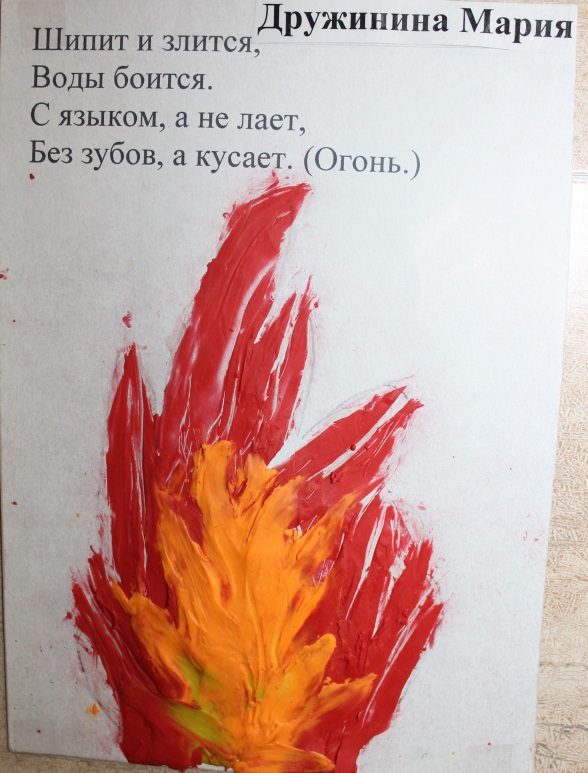 Дружинина Мария
Шипит и злится,
Воды боится.
С языком, а не лает,
Без зубов, а кусает. (Огонь.)